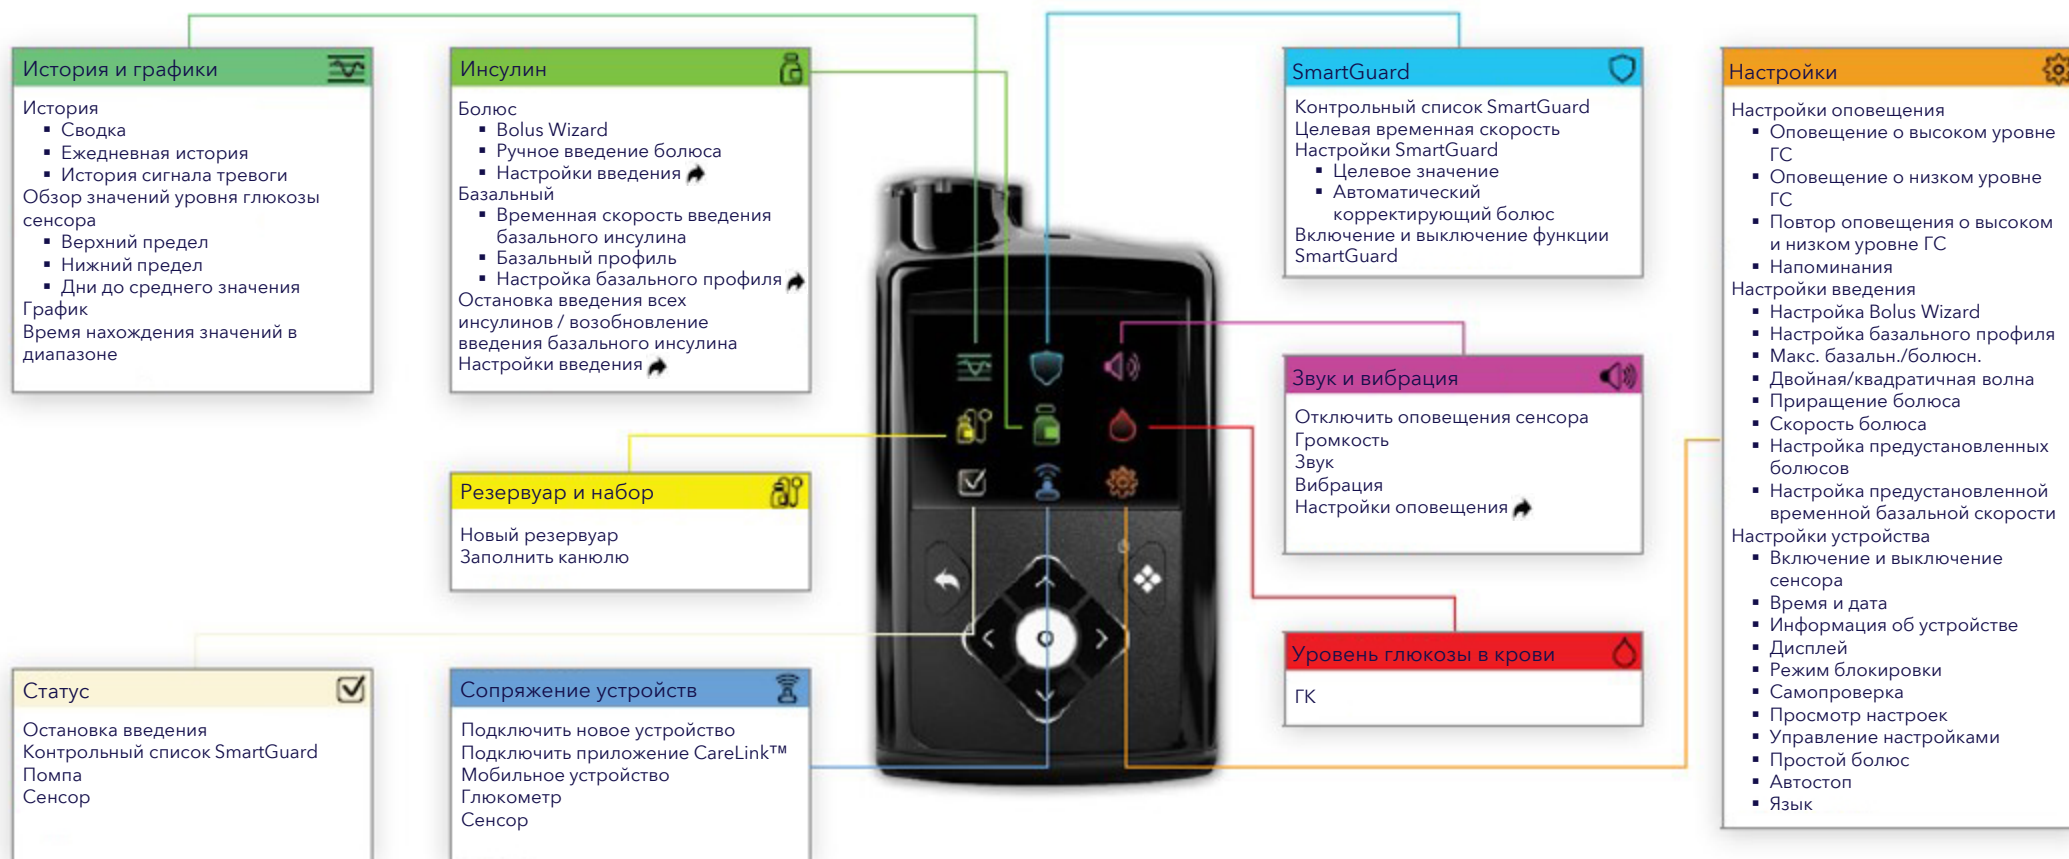 История и графики
История
▪ Сводка
▪ Ежедневная история
▪ История сигнала тревоги
Обзор значений уровня глюкозы
сенсора
▪ Верхний предел
▪ Нижний предел
▪ Дни до среднего значения
График
Время нахождения значений в
диапазоне
Инсулин
Болюс
▪ Bolus Wizard
▪ Ручное введение болюса
▪ Настройки введения
Базальный
▪ Временная скорость введения
базального инсулина
▪ Базальный профиль
▪ Настройка базального профиля
Остановка введения всех
инсулинов / возобновление
введения базального инсулина
Настройки введения
Резервуар и набор
Новый резервуар
Заполнить канюлю
Статус
Остановка введения
Контрольный список SmartGuard
Помпа
Сенсор
Сопряжение устройств
Подключить новое устройство
Подключить приложение CareLink™
Мобильное устройство
Глюкометр
Сенсор
SmartGuard
Контрольный список SmartGuard
Целевая временная скорость
Настройки SmartGuard
▪ Целевое значение
▪ Автоматический
корректирующий болюс
Включение и выключение функции
SmartGuard
Звук и вибрация
Отключить оповещения сенсора
Громкость
Звук
Вибрация
Настройки оповещения
Уровень глюкозы в крови
ГК
Настройки
Настройки оповещения
▪ Оповещение о высоком уровне
ГС
▪ Оповещение о низком уровне
ГС
▪ Повтор оповещения о высоком
и низком уровне ГС
▪ Напоминания
Настройки введения
▪ Настройка Bolus Wizard
▪ Настройка базального профиля
▪ Макс. базальн./болюсн.
▪ Двойная/квадратичная волна
▪ Приращение болюса
▪ Скорость болюса
▪ Настройка предустановленных
болюсов
▪ Настройка предустановленной
временной базальной скорости
Настройки устройства
▪ Включение и выключение
сенсора
▪ Время и дата
▪ Информация об устройстве
▪ Дисплей
▪ Режим блокировки
▪ Самопроверка
▪ Просмотр настроек
▪ Управление настройками
▪ Простой болюс
▪ Автостоп
▪ Язык